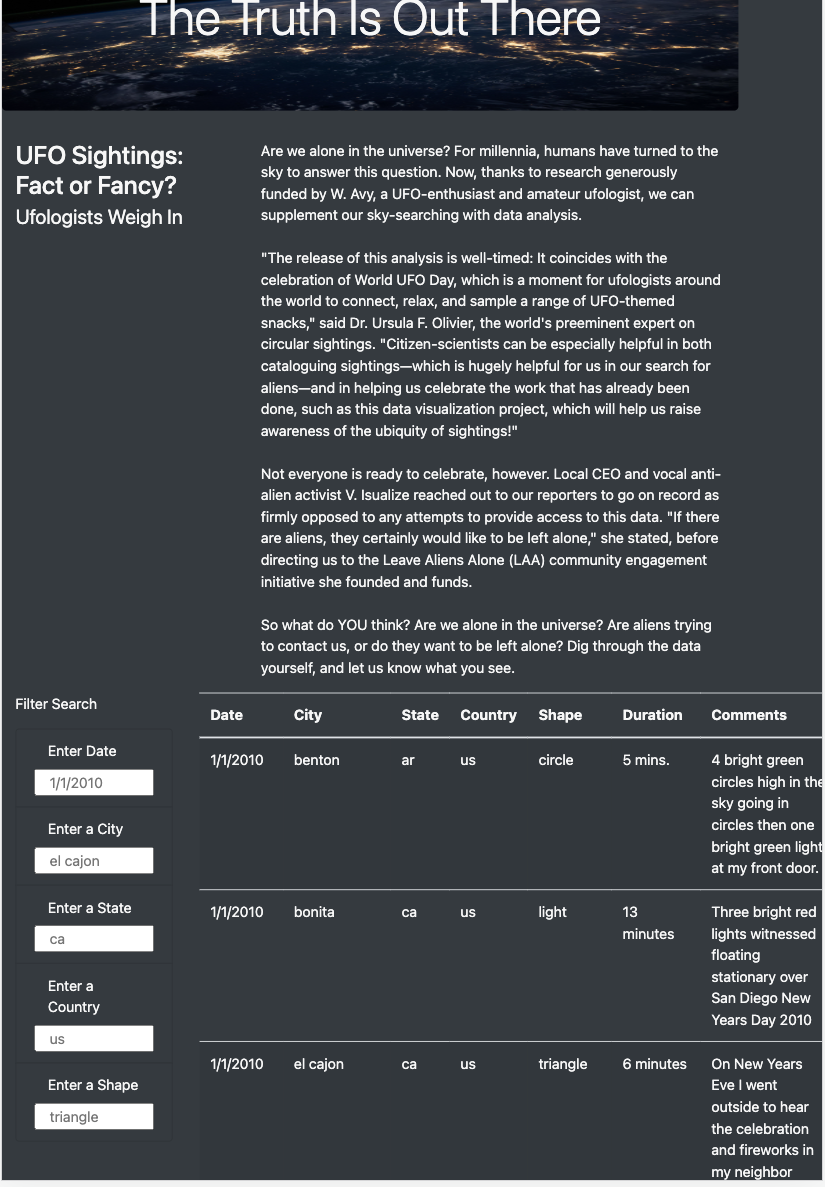 The Truth Is Out There
UFO Sightings:
Fact or Fancy?
Ufologists Weigh In
Are we alone in the universe? For millennia, humans have turned to the
sky to answer this question. Now, thanks to research generously
funded by W. Avy, a UFO-enthusiast and amateur ufologist, we can
supplement our sky-searching with data analysis.
"The release of this analysis is well-timed: It coincides with the
celebration of World UFO Day, which is a moment for ufologists around
the world to connect, relax, and sample a range of UFO-themed
snacks," said Dr. Ursula F. Olivier, the world's preeminent expert on
circular sightings. "Citizen-scientists can be especially helpful in both
cataloguing sightings—which is hugely helpful for us in our search for
aliens—and in helping us celebrate the work that has already been
done, such as this data visualization project, which will help us raise
awareness of the ubiquity of sightings!"
Not everyone is ready to celebrate, however. Local CEO and vocal anti-
alien activist V. Isualize reached out to our reporters to go on record as
firmly opposed to any attempts to provide access to this data. "If there
are aliens, they certainly would like to be left alone," she stated, before
directing us to the Leave Aliens Alone (LAA) community engagement
initiative she founded and funds.
So what do YOU think? Are we alone in the universe? Are aliens trying
to contact us, or do they want to be left alone? Dig through the data
yourself, and let us know what you see.
Filter Search
Enter Date
1/1/2010
Enter a City
el cajon
Enter a State
ca
Enter a
Country
us
Enter a Shape
triangle
Date City State Country Shape Duration Comments
1/1/2010 benton ar us circle 5 mins. 4 bright green
circles high in the
sky going in
circles then one
bright green light
at my front door.
1/1/2010 bonita ca us light 13 Three bright red
minutes lights witnessed
floating
stationary over
San Diego New
Years Day 2010
1/1/2010 el cajon ca us triangle 6 minutes On New Years
Eve I went
outside to hear
the celebration
and fireworks in
my neighbor